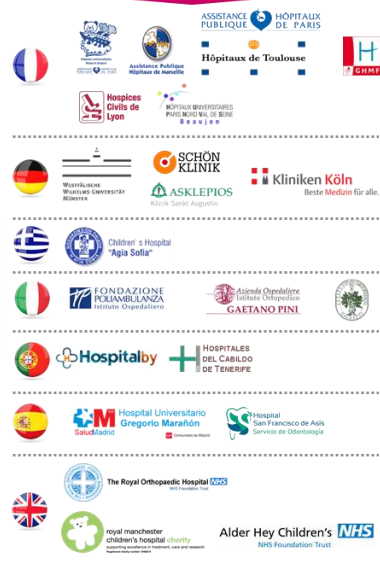 ASSISTANCE PUBLIQUE
HÔPITAUX DE PARIS
Assistance Publique
Hôpitaux de Marseille
Hôpitaux de Toulouse
H
GHMF
Hospices
Civils de
Lyon
HÔPITAUX UNIVERSITAIRES
PARIS NORD VAL DE SEINE
Beaujon
WESTFÄLISCHE
WILHELMS-UNIVERSITÄT
MÜNSTER
SCHÖN
KLINIK
ASKLEPIOS
Klinik Sankt Augustin
Kliniken Köln
Beste Medizin für alle.
Children´s Hospital
"Agia Sofia"
FONDAZIONE
POLIAMBULANZA
Istituto Ospedaliero
Azienda Ospedaliera
Istituto Ortopedico
GAETANO PINI
Hospitalby
HOSPITALES
DEL CABILDO
DE TENERIFE
SaludMadrid
Hospital Universitario
Gregorio Marañón
Comunidad de Madrid
Hospital
San Francisco de Asís
Servicio de Odontología
The Royal Orthopaedic Hospital NHS
NHS Foundation Trust
royal manchester
children's hospital charity
supporting excellence in treatment, care and research
Alder Hey Children's NHS
NHS Foundation Trust